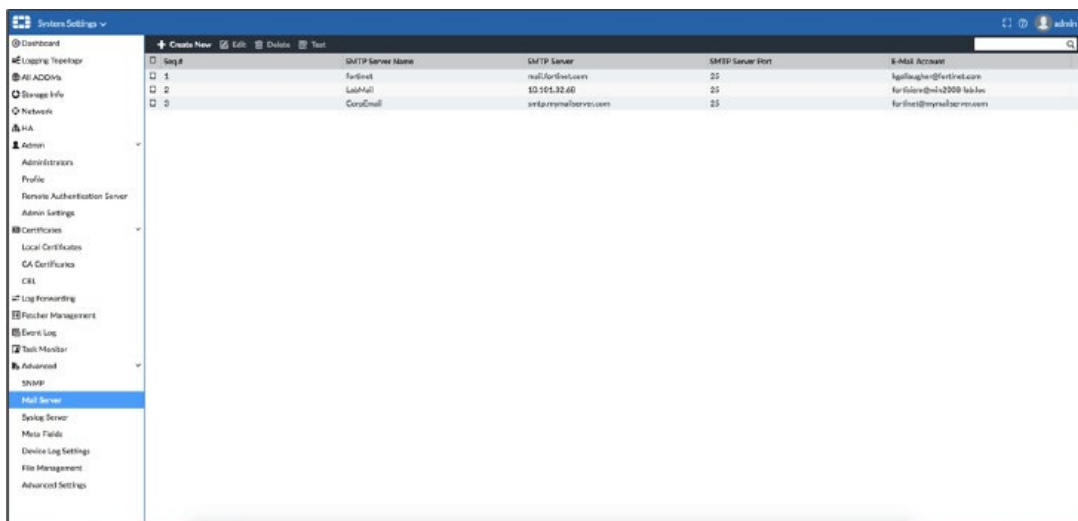 System Settings
admin
Dashboard
Logging Topology
All ADOMs
Storage Info
Network
HA
Admin
Administrators
Profile
Remote Authentication Server
Admin Settings
Certificates
Local Certificates
CA Certificates
CRL
Log Forwarding
Fetcher Management
Event Log
Task Monitor
Advanced
SNMP
Mail Server
Syslog Server
Meta Fields
Device Log Settings
File Management
Advanced Settings
Create New Edit Delete Test
Seq.# SMTP Server Name SMTP Server SMTP Server Port E-Mail Account
1 fortinet mail.fortinet.com 25 hgallaugher@fortinet.com
2 LabMail 10.101.32.68 25
3 CorpEmail smtp.mymailserver.com 25 fortinet@mymailserver.com